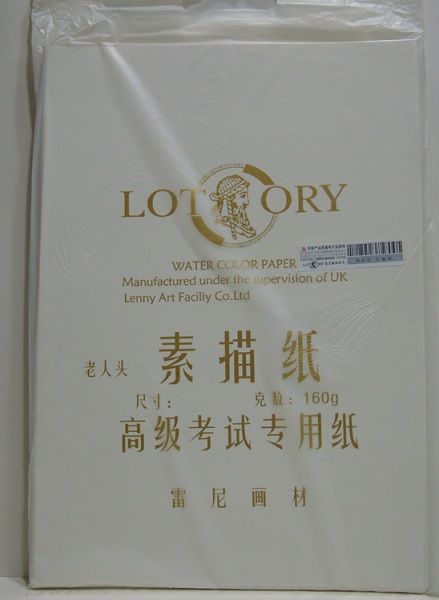 LOT ORY
WATER COLOR PAPER
Manufactured under the supervision of UK
Lenny Art Faciliy Co.Ltd
老人头 素描纸
尺寸： 克数：160g
高级考试专用纸
雷尼画材